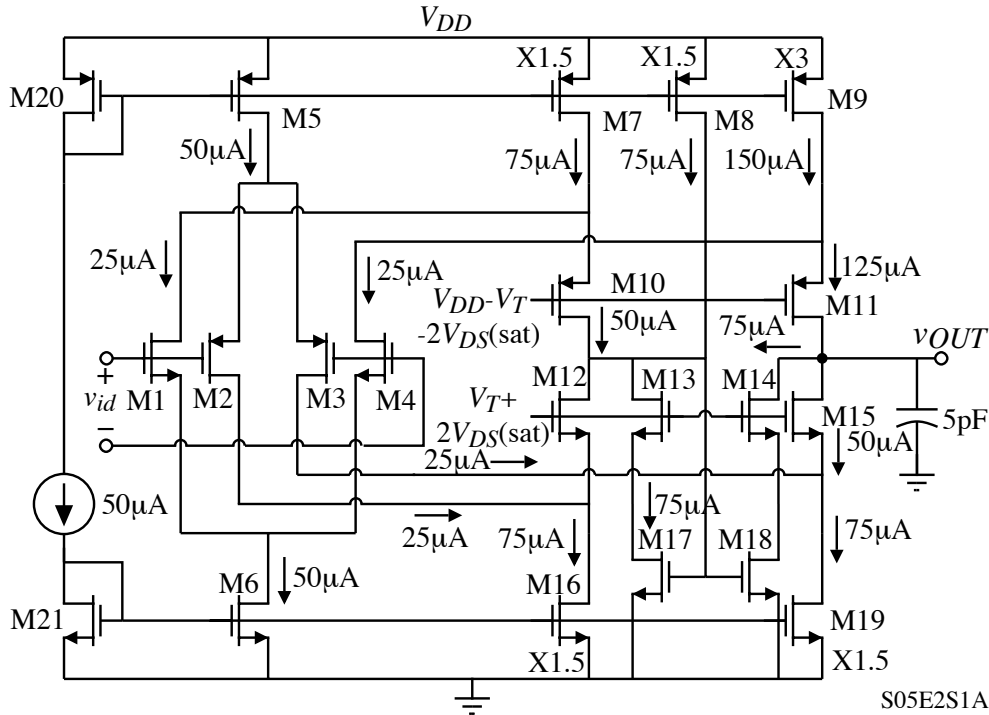 V_DD
X1.5
X1.5
X3
M20
M5
M7
M8
M9
50µA
75µA
75µA
150µA
25µA
25µA
125µA
M10
M11
V_DD-V_T
-2V_DS(sat)
50µA
75µA
v_OUT
+
v_id
−
M1
M2
M3
M4
M12
M13
M14
M15
V_T+
2V_DS(sat)
5pF
25µA
50µA
50µA
25µA
75µA
75µA
75µA
M17
M18
M6
50µA
M16
M21
M19
X1.5
X1.5
S05E2S1A